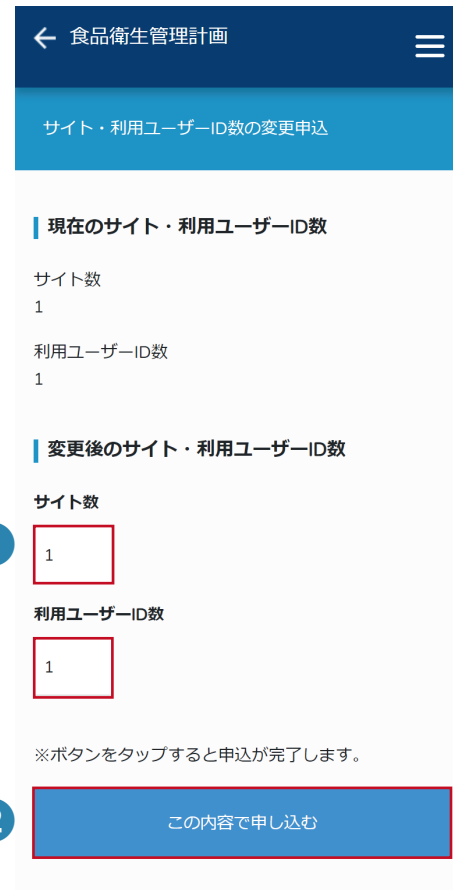 食品衛生管理計画
サイト・利用ユーザーID数の変更申込
現在のサイト・利用ユーザーID数
サイト数
1
利用ユーザーID数
1
変更後のサイト・利用ユーザーID数
サイト数
1
利用ユーザーID数
1
※ボタンをタップすると申込が完了します。
この内容で申し込む